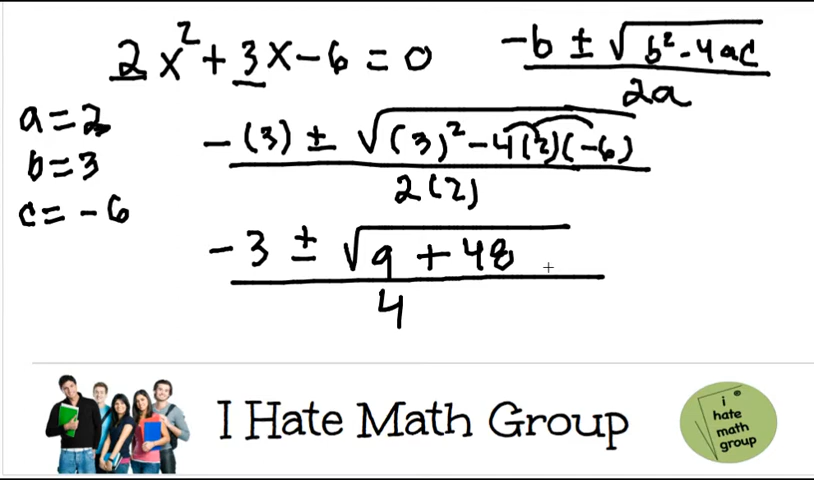 2x² + 3x - 6 = 0
-b ± √(b² - 4ac)
2a
a = 2
b = 3
c = -6
-(3) ± √((3)² - 4(2)(-6))
2(2)
-3 ± √(9 + 48)
4
I Hate Math Group
i
hate
math
group